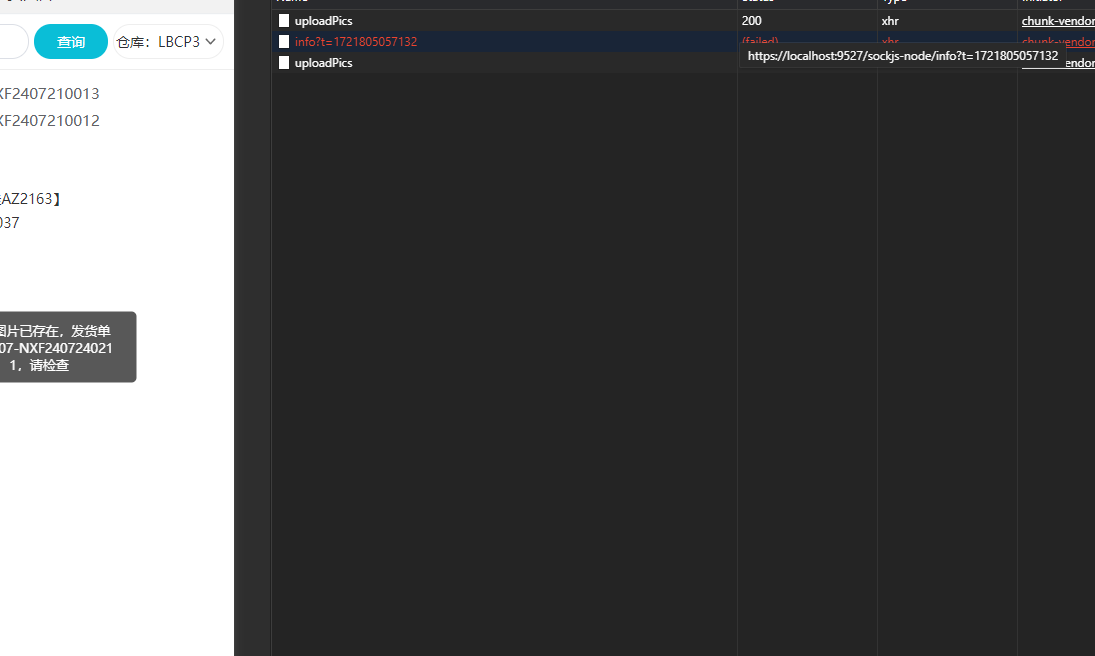 查询
仓库：LBCP3
XF2407210013
XF2407210012
AZ2163】
037
图片已存在，发货单
07-NXF240724021
1，请检查
uploadPics 200 xhr chunk-vendor
info?t=1721805057132 (failed) xhr chunk-vendor
https://localhost:9527/sockjs-node/info?t=1721805057132
uploadPics endor